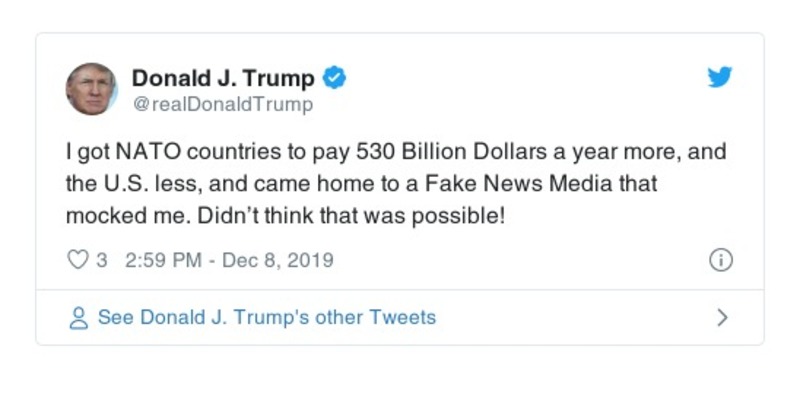 Donald J. Trump
@realDonaldTrump
I got NATO countries to pay 530 Billion Dollars a year more, and
the U.S. less, and came home to a Fake News Media that
mocked me. Didn’t think that was possible!
3 2:59 PM - Dec 8, 2019
See Donald J. Trump's other Tweets